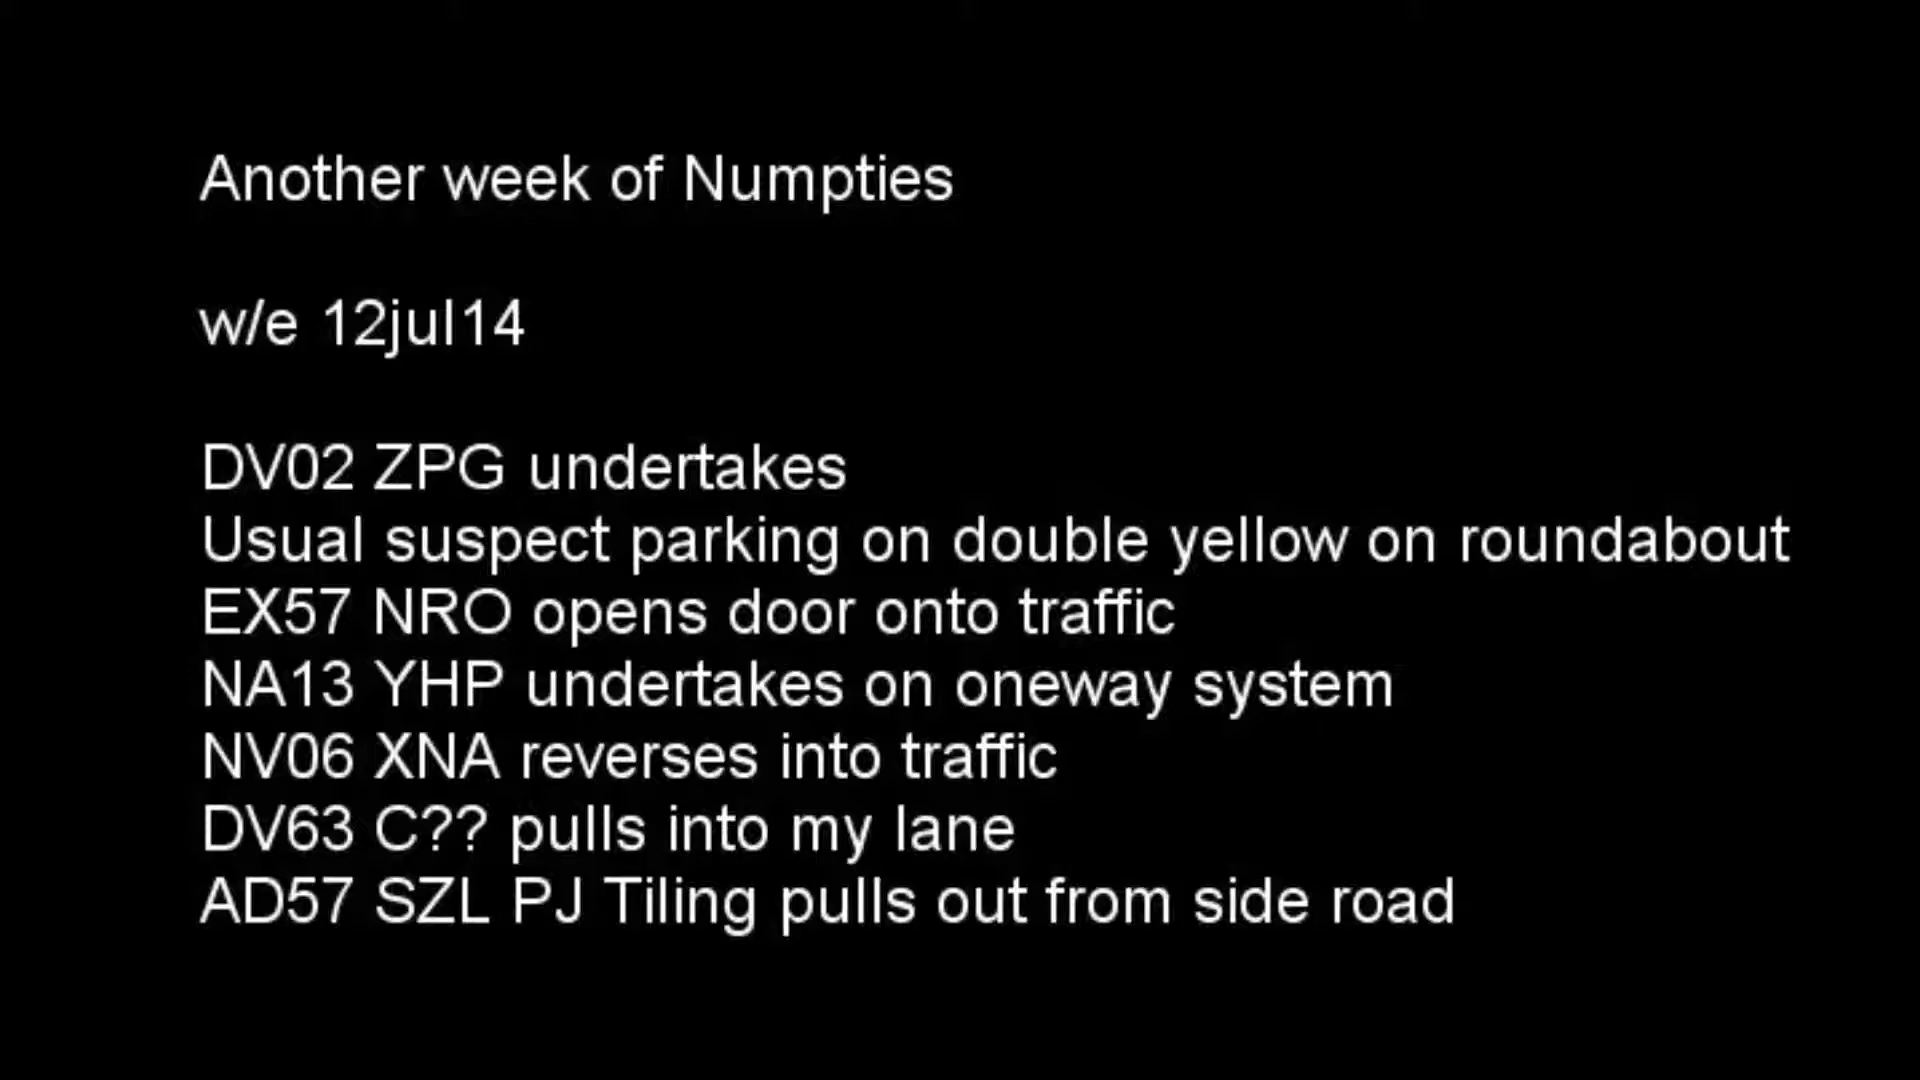 Another week of Numpties
w/e 12jul14
DV02 ZPG undertakes
Usual suspect parking on double yellow on roundabout
EX57 NRO opens door onto traffic
NA13 YHP undertakes on oneway system
NV06 XNA reverses into traffic
DV63 C?? pulls into my lane
AD57 SZL PJ Tiling pulls out from side road